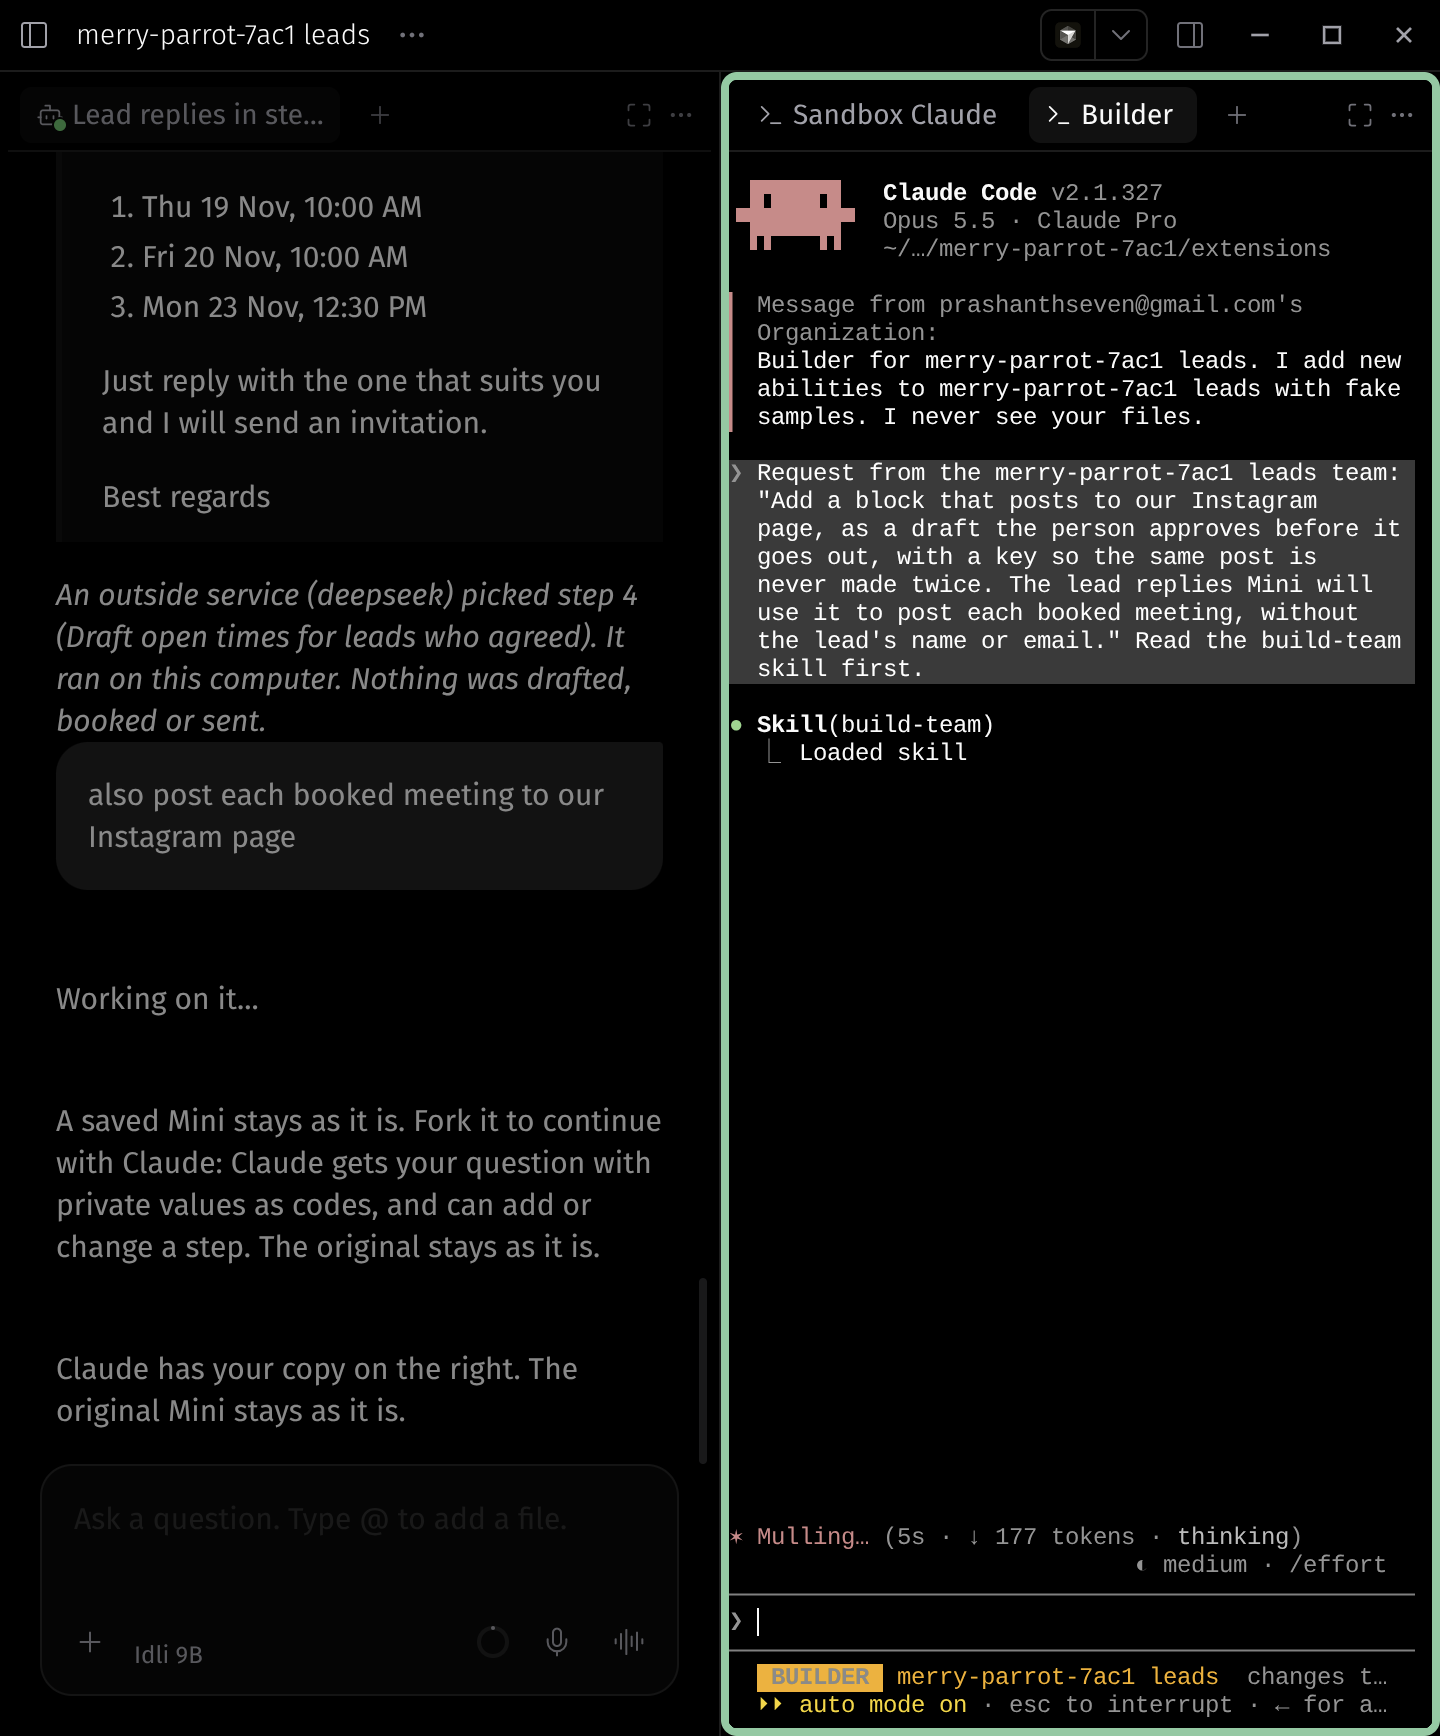 merry-parrot-7ac1 leads ···
Lead replies in ste...
1. Thu 19 Nov, 10:00 AM
2. Fri 20 Nov, 10:00 AM
3. Mon 23 Nov, 12:30 PM
Just reply with the one that suits you
and I will send an invitation.
Best regards
An outside service (deepseek) picked step 4
(Draft open times for leads who agreed). It
ran on this computer. Nothing was drafted,
booked or sent.
also post each booked meeting to our
Instagram page
Working on it...
A saved Mini stays as it is. Fork it to continue
with Claude: Claude gets your question with
private values as codes, and can add or
change a step. The original stays as it is.
Claude has your copy on the right. The
original Mini stays as it is.
Ask a question. Type @ to add a file.
Idli 9B
Sandbox Claude
Builder
Claude Code v2.1.327
Opus 5.5 · Claude Pro
~/…/merry-parrot-7ac1/extensions
Message from prashanthseven@gmail.com's
Organization:
Builder for merry-parrot-7ac1 leads. I add new
abilities to merry-parrot-7ac1 leads with fake
samples. I never see your files.
❯ Request from the merry-parrot-7ac1 leads team:
"Add a block that posts to our Instagram
page, as a draft the person approves before it
goes out, with a key so the same post is
never made twice. The lead replies Mini will
use it to post each booked meeting, without
the lead's name or email." Read the build-team
skill first.
● Skill(build-team)
⎿ Loaded skill
✶ Mulling… (5s · ↓ 177 tokens · thinking)
◖ medium · /effort
❯
BUILDER merry-parrot-7ac1 leads changes t…
⏵⏵ auto mode on · esc to interrupt · ← for a…